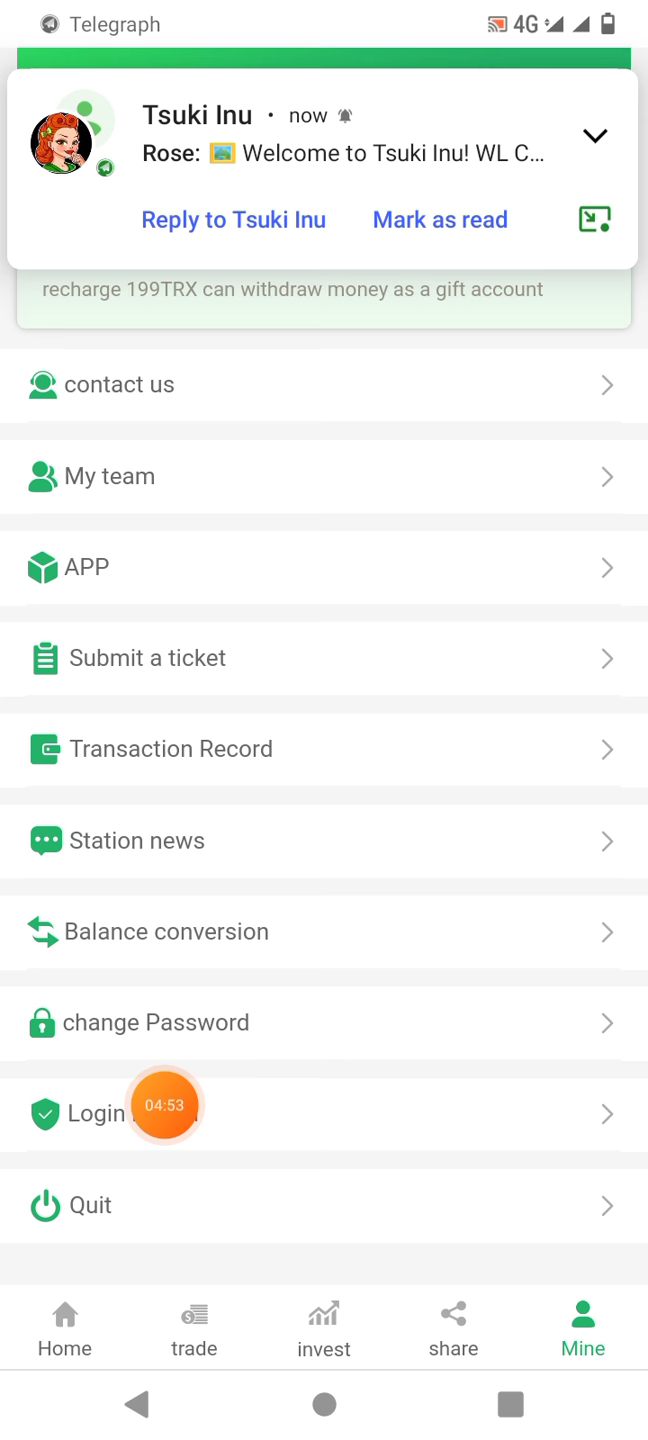 Telegraph 4G
Tsuki Inu • now
Rose: 🖼️ Welcome to Tsuki Inu! WL C...
Reply to Tsuki Inu Mark as read
recharge 199TRX can withdraw money as a gift account
contact us
My team
APP
Submit a ticket
Transaction Record
Station news
Balance conversion
change Password
Login
04:53
Quit
Home trade invest share Mine